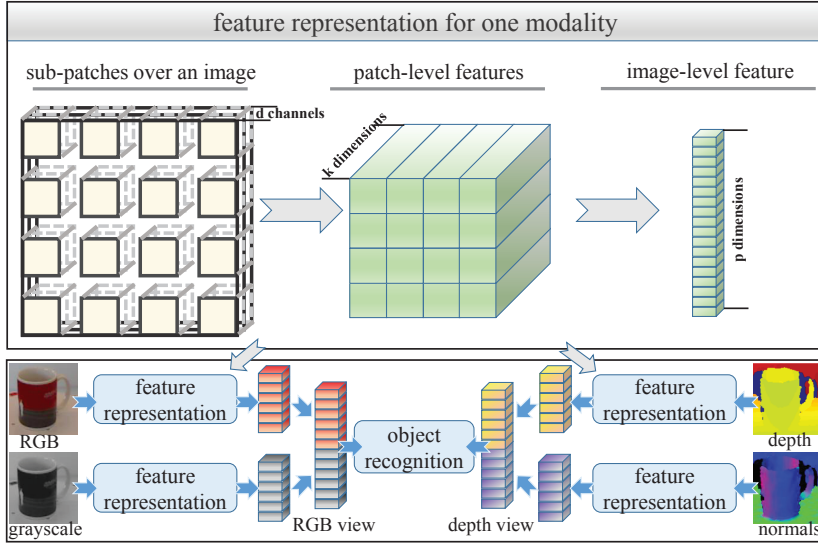 feature representation for one modality
sub-patches over an image
patch-level features
image-level feature
d channels
k dimensions
p dimensions
feature
representation
RGB
feature
representation
grayscale
RGB view
object
recognition
depth view
feature
representation
depth
feature
representation
normals